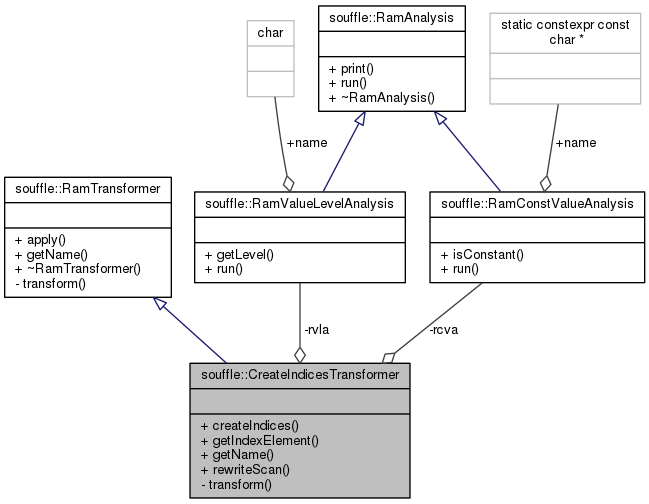 char
souffle::RamAnalysis
+ print()
+ run()
+ ~RamAnalysis()
static constexpr const
char *
+name
+name
souffle::RamTransformer
+ apply()
+ getName()
+ ~RamTransformer()
- transform()
souffle::RamValueLevelAnalysis
+ getLevel()
+ run()
souffle::RamConstValueAnalysis
+ isConstant()
+ run()
-rvla
-rcva
souffle::CreateIndicesTransformer
+ createIndices()
+ getIndexElement()
+ getName()
+ rewriteScan()
- transform()